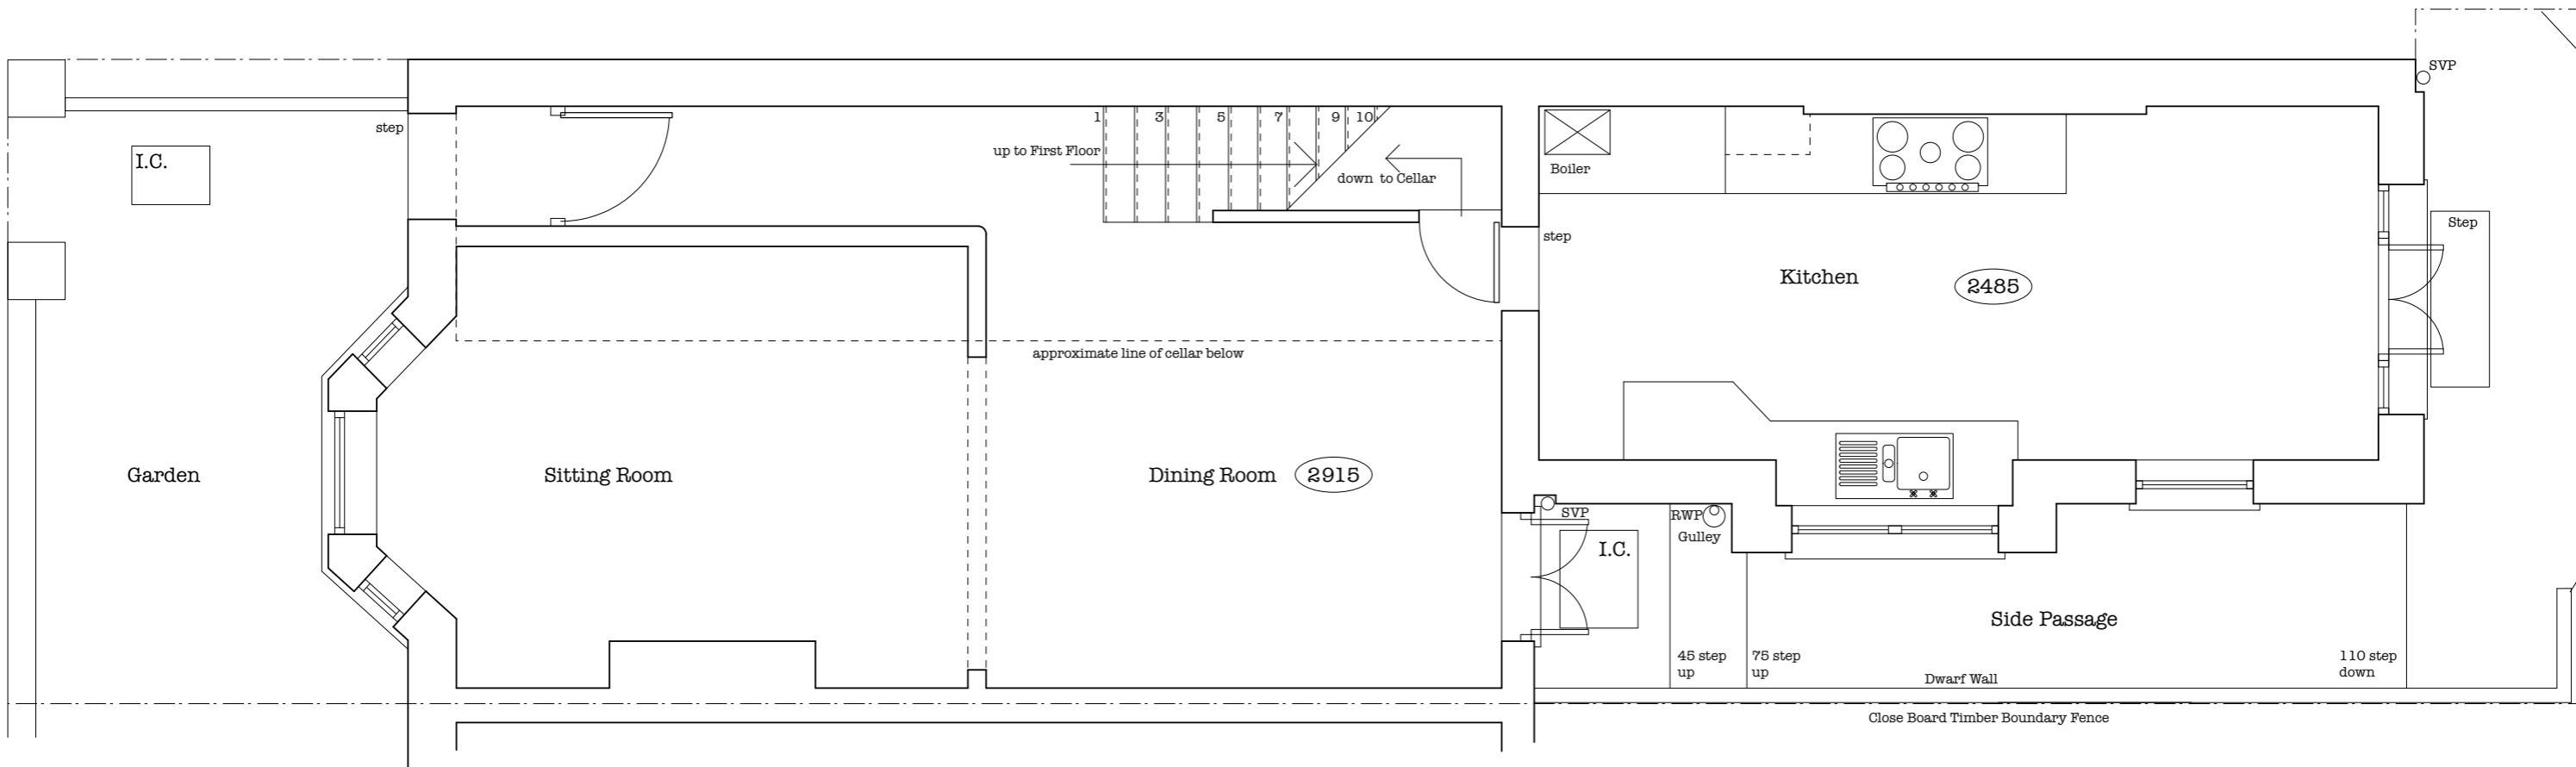 SVP
step
1
3
5
7
9
10
I.C.
up to First Floor
Boiler
down to Cellar
Step
step
Kitchen
2485
approximate line of cellar below
Garden
Sitting Room
Dining Room
2915
SVP
RWP
Gulley
I.C.
Side Passage
45 step
up
75 step
up
110 step
down
Dwarf Wall
Close Board Timber Boundary Fence